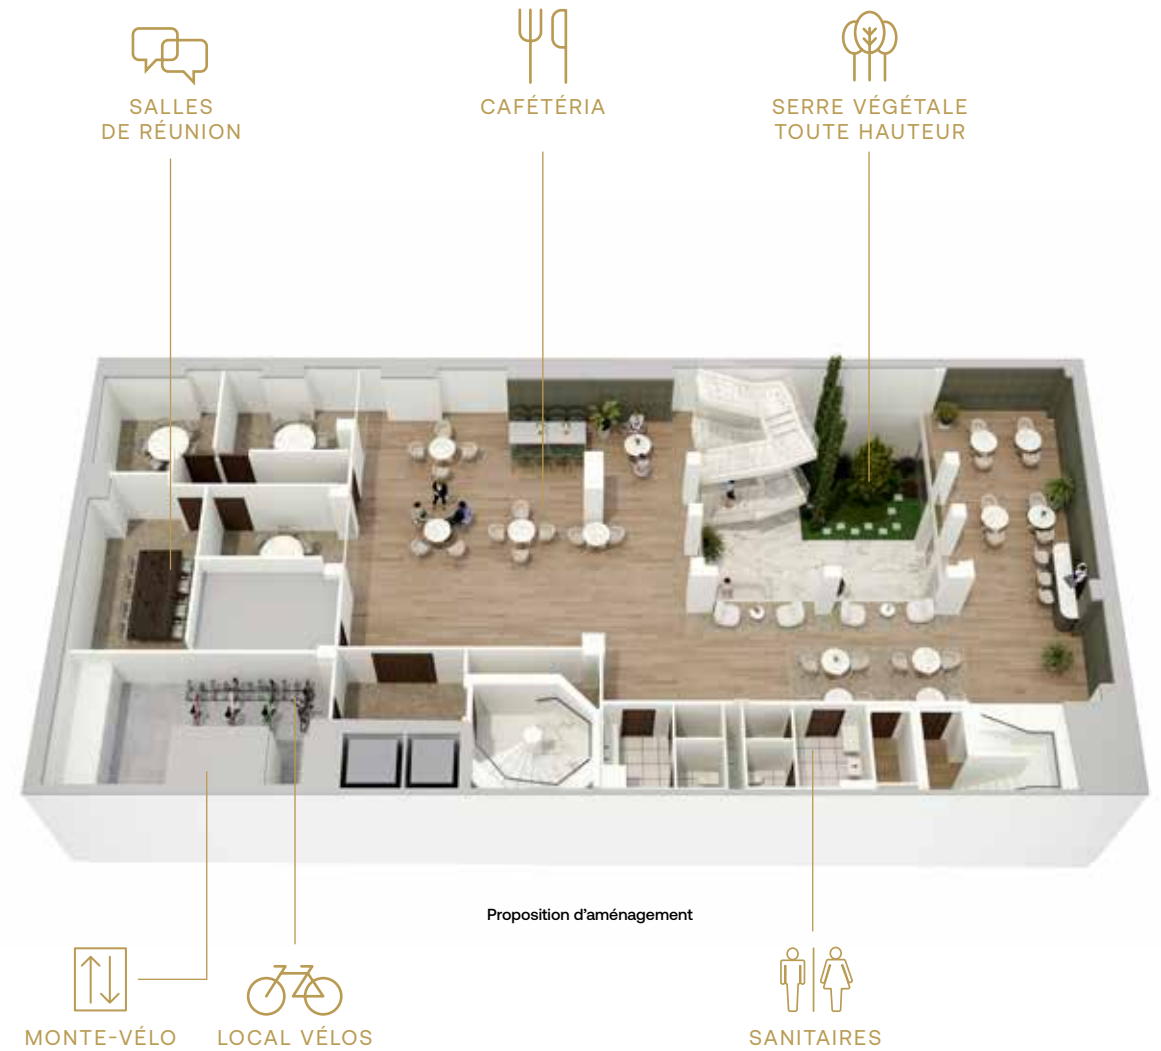 SALLES
DE RÉUNION
CAFÉTÉRIA
SERRE VÉGÉTALE
TOUTE HAUTEUR
Proposition d’aménagement
MONTE-VÉLO
LOCAL VÉLOS
SANITAIRES